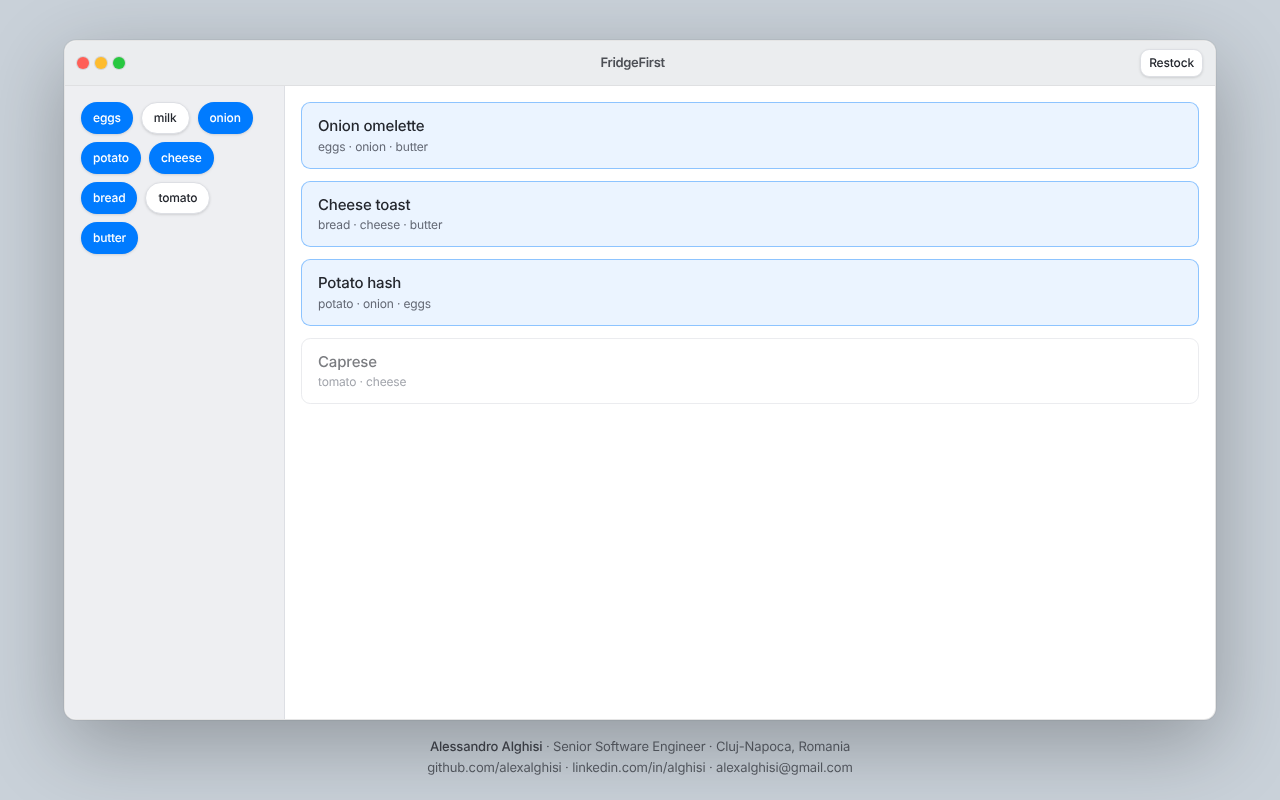 FridgeFirst
Restock
eggs milk onion
potato cheese
bread tomato
butter
Onion omelette
eggs · onion · butter
Cheese toast
bread · cheese · butter
Potato hash
potato · onion · eggs
Caprese
tomato · cheese
Alessandro Alghisi · Senior Software Engineer · Cluj-Napoca, Romania
github.com/alexalghisi · linkedin.com/in/alghisi · alexalghisi@gmail.com